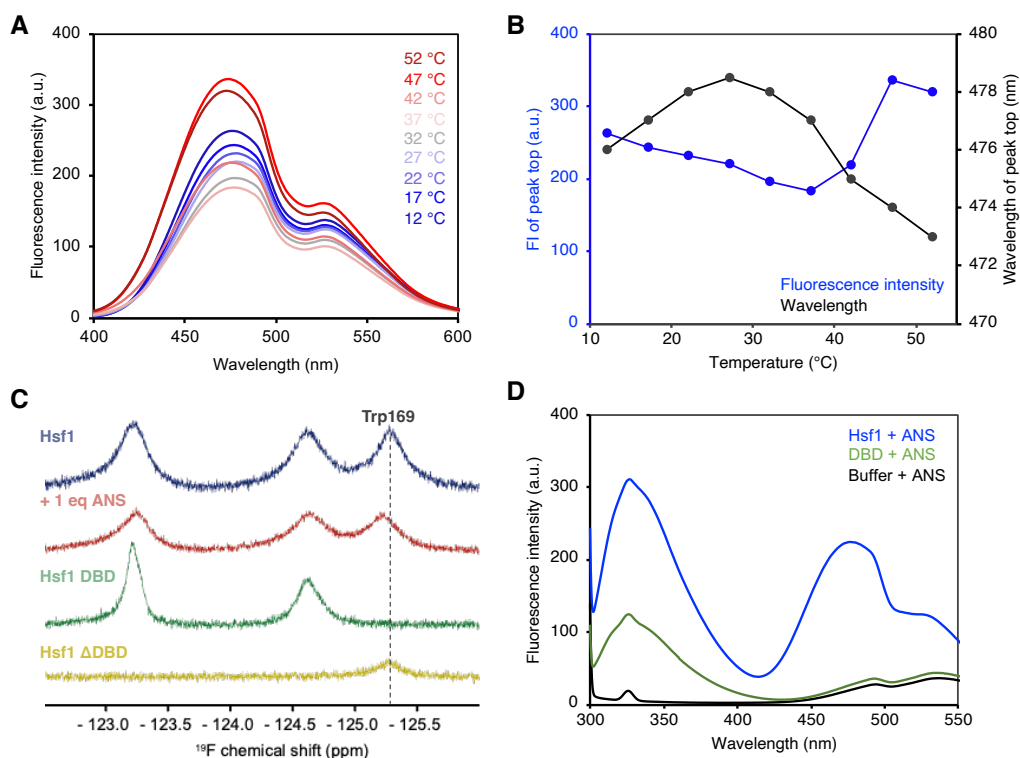 A
400
300
200
100
0
Fluorescence intensity (a.u.)
52 °C
47 °C
42 °C
37 °C
32 °C
27 °C
22 °C
17 °C
12 °C
400 450 500 550 600
Wavelength (nm)
B
400
300
200
100
0
FI of peak top (a.u.)
480
478
476
474
472
470
Wavelength of peak top (nm)
Fluorescence intensity
Wavelength
10 20 30 40 50
Temperature (°C)
C
Trp169
Hsf1
+ 1 eq ANS
Hsf1 DBD
Hsf1 ΔDBD
- 123.0 - 123.5 - 124.0 - 124.5 - 125.0 - 125.5
¹⁹F chemical shift (ppm)
D
400
300
200
100
0
Fluorescence intensity (a.u.)
Hsf1 + ANS
DBD + ANS
Buffer + ANS
300 350 400 450 500 550
Wavelength (nm)